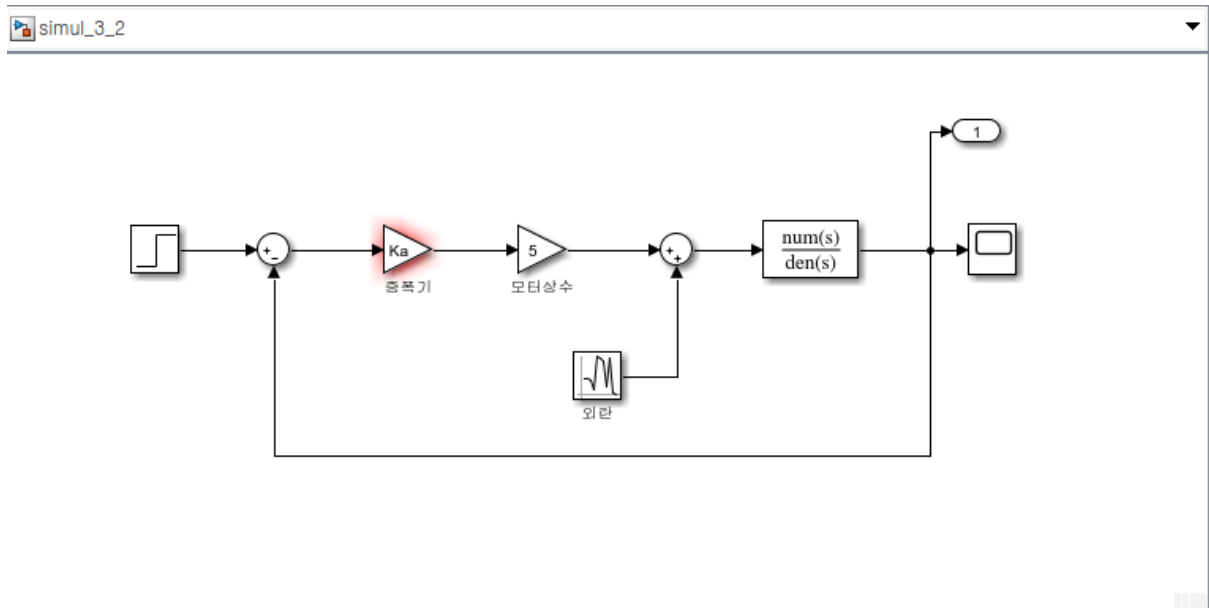 simul_3_2
1
+
-
Ka
5
+
+
num(s)
den(s)
증폭기
모터상수
외란